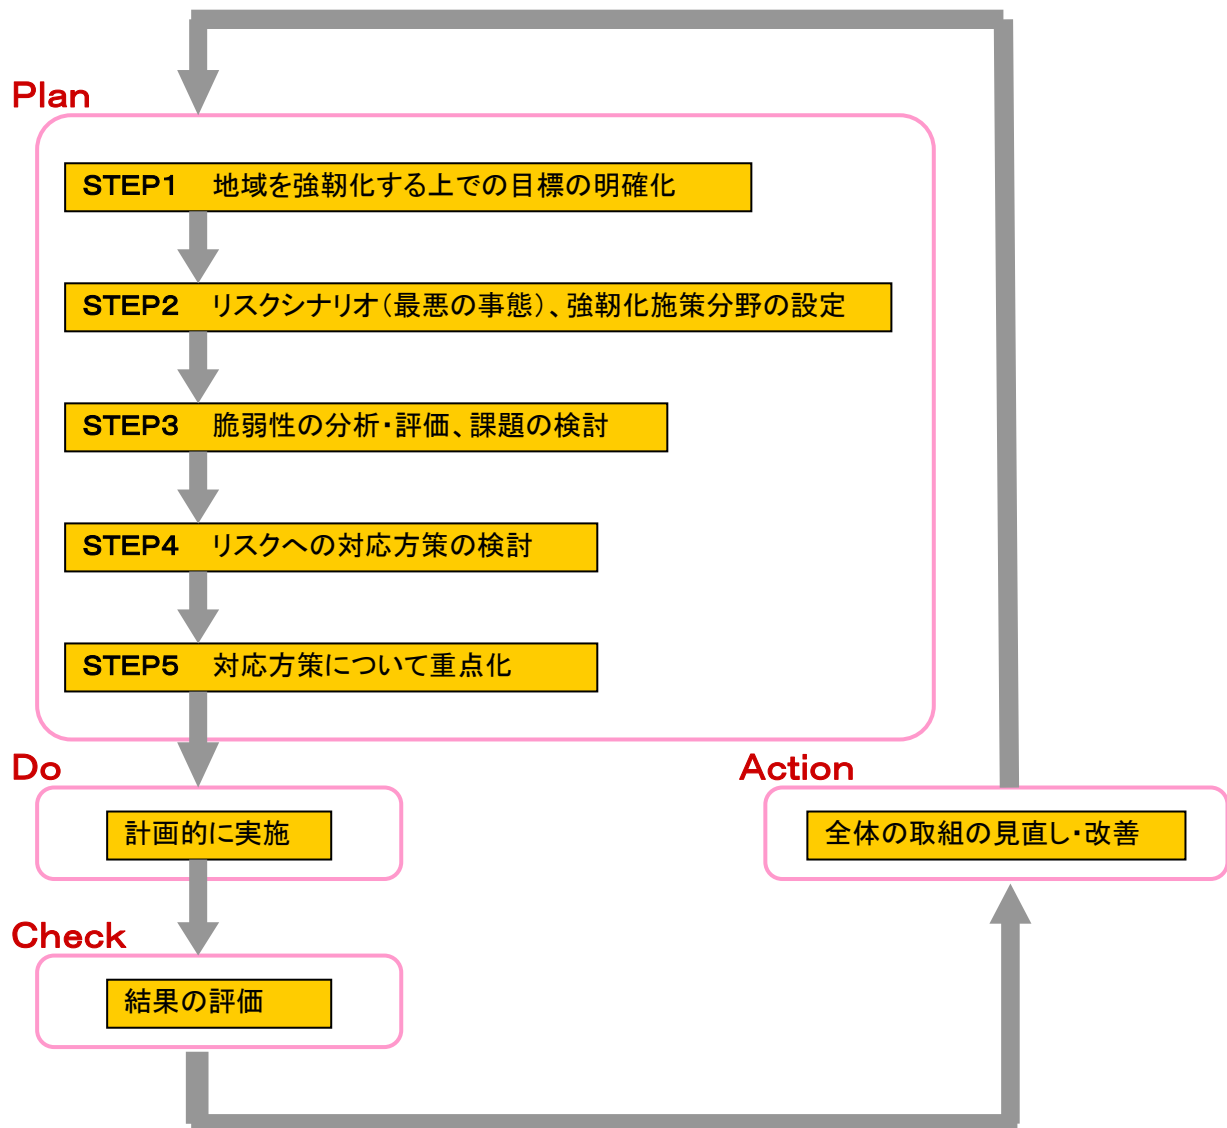 Plan
STEP1 地域を強靭化する上での目標の明確化
STEP2 リスクシナリオ(最悪の事態)、強靭化施策分野の設定
STEP3 脆弱性の分析・評価、課題の検討
STEP4 リスクへの対応方策の検討
STEP5 対応方策について重点化
Do
計画的に実施
Check
結果の評価
Action
全体の取組の見直し・改善